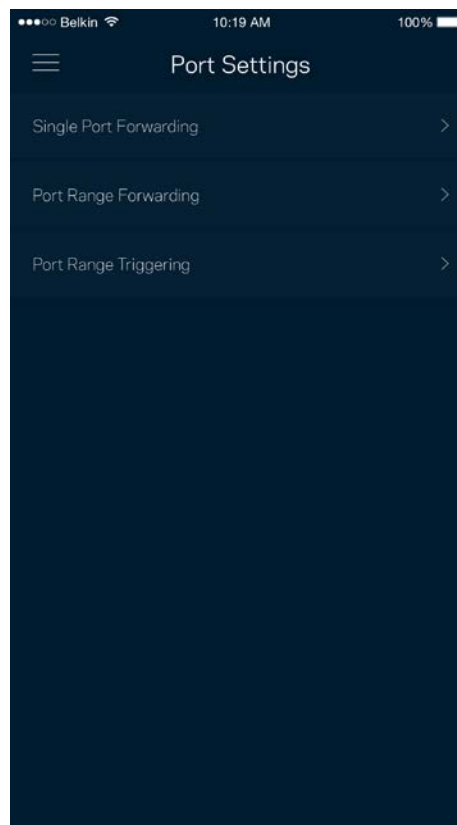 Belkin 10:19 AM 100%
Port Settings
Single Port Forwarding
Port Range Forwarding
Port Range Triggering